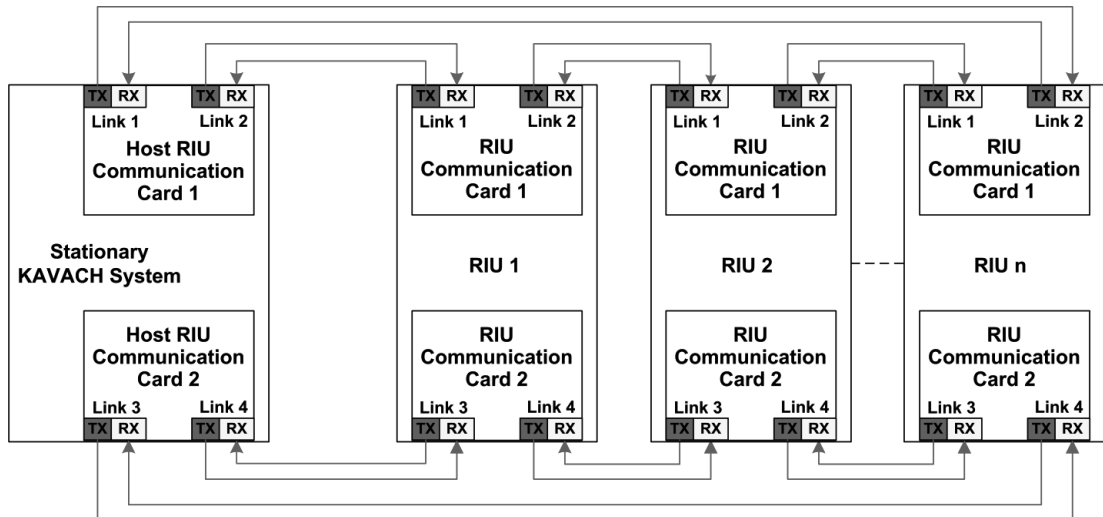 TX RX TX RX TX RX TX RX TX RX TX RX TX RX TX RX
Link 1 Link 2 Link 1 Link 2 Link 1 Link 2 Link 1 Link 2
Host RIU
Communication
Card 1
RIU
Communication
Card 1
RIU
Communication
Card 1
RIU
Communication
Card 1
Stationary
KAVACH System
RIU 1
RIU 2
RIU n
Host RIU
Communication
Card 2
RIU
Communication
Card 2
RIU
Communication
Card 2
RIU
Communication
Card 2
Link 3 Link 4 Link 3 Link 4 Link 3 Link 4 Link 3 Link 4
TX RX TX RX TX RX TX RX TX RX TX RX TX RX TX RX